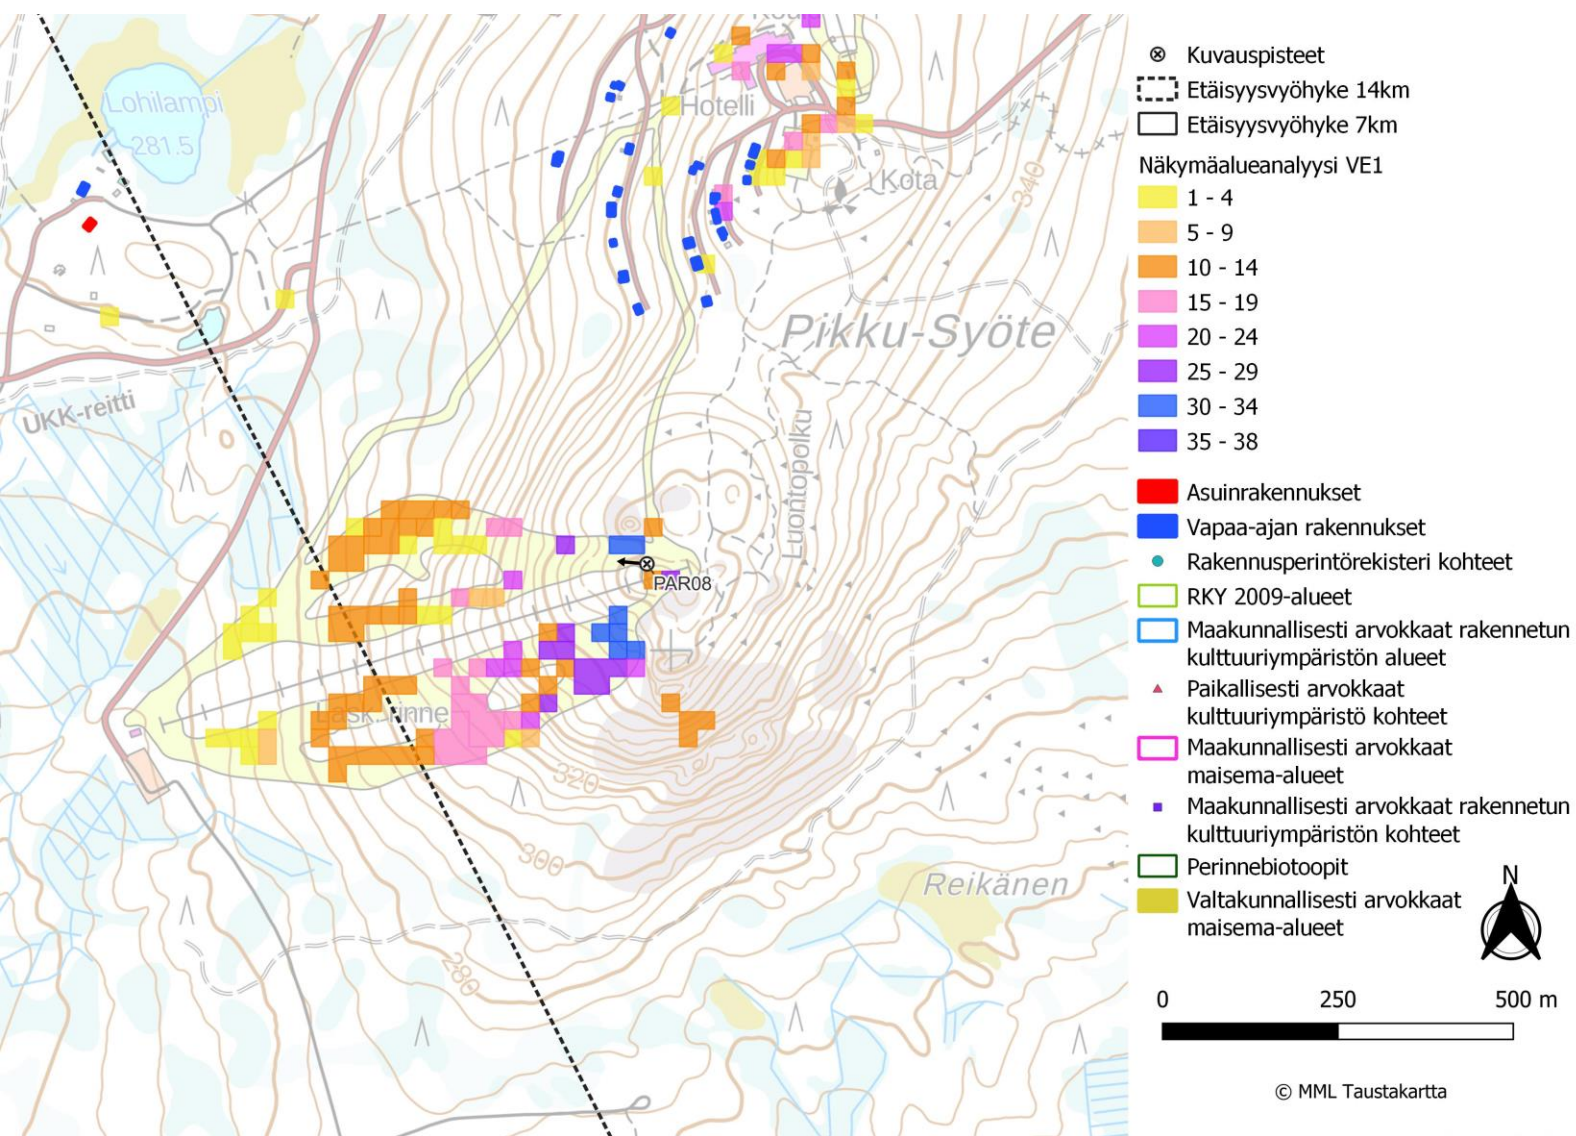 Lohilampi
281.5
Hotelli
Kota
340
Pikku-Syöte
UKK-reitti
Luontopolku
PAR08
Lask.rinne
320
300
280
Reikänen
Kuvauspisteet
Etäisyysvyöhyke 14km
Etäisyysvyöhyke 7km
Näkymäalueanalyysi VE1
1 - 4
5 - 9
10 - 14
15 - 19
20 - 24
25 - 29
30 - 34
35 - 38
Asuinrakennukset
Vapaa-ajan rakennukset
Rakennusperintörekisteri kohteet
RKY 2009-alueet
Maakunnallisesti arvokkaat rakennetun
kulttuuriympäristön alueet
Paikallisesti arvokkaat
kulttuuriympäristö kohteet
Maakunnallisesti arvokkaat
maisema-alueet
Maakunnallisesti arvokkaat rakennetun
kulttuuriympäristön kohteet
Perinnebiotoopit
Valtakunnallisesti arvokkaat
maisema-alueet
N
0 250 500 m
© MML Taustakartta